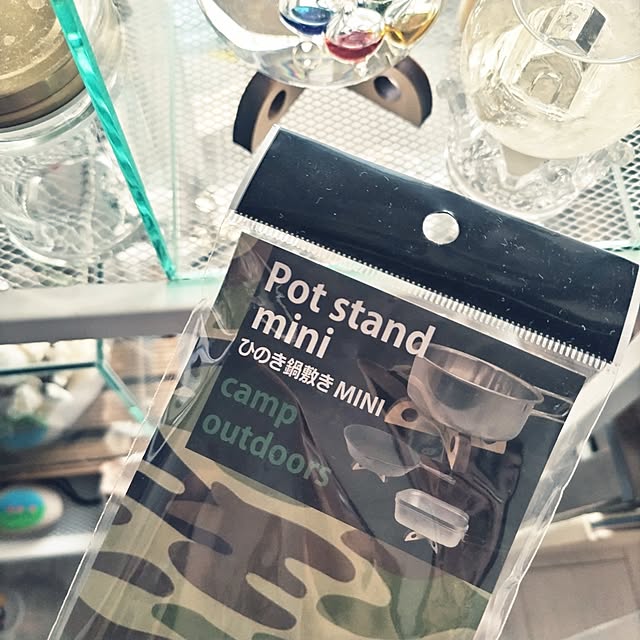 Pot stand
mini
ひのき鍋敷き MINI
camp
outdoors